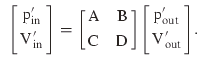 [p′in] = [A B] [p′out]
[V′in] [C D] [V′out].